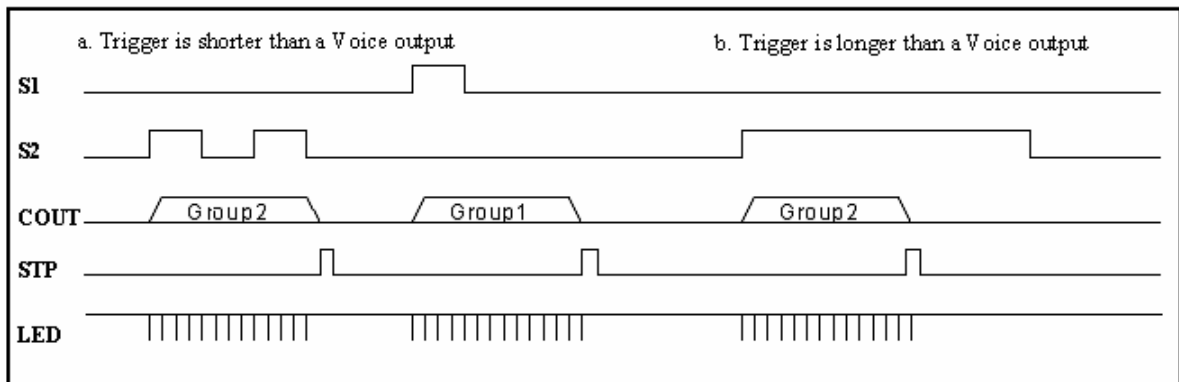 a. Trigger is shorter than a Voice output
b. Trigger is longer than a Voice output
S1
S2
COUT
Group2
Group1
Group2
STP
LED